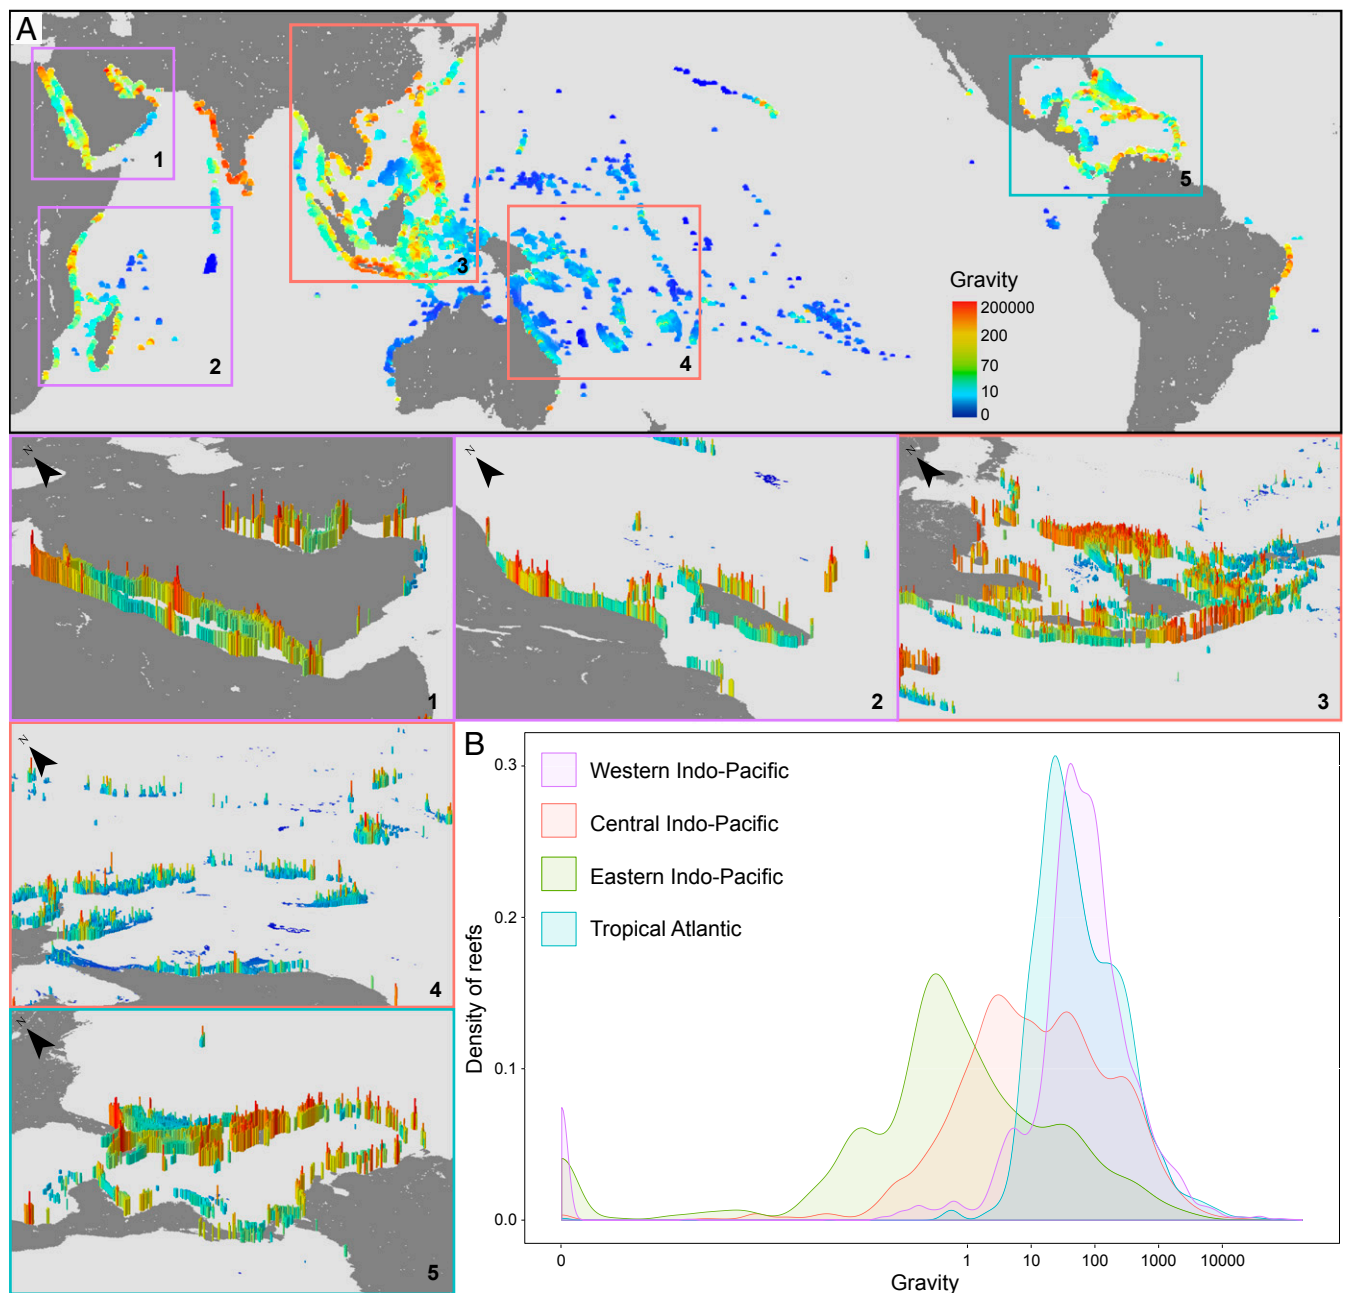 A
1
2
3
4
5
Gravity
200000
200
70
10
0
N
1
N
2
N
3
N
4
N
5
B
Western Indo-Pacific
Central Indo-Pacific
Eastern Indo-Pacific
Tropical Atlantic
Density of reefs
0.3
0.2
0.1
0.0
0 1 10 100 1000 10000
Gravity